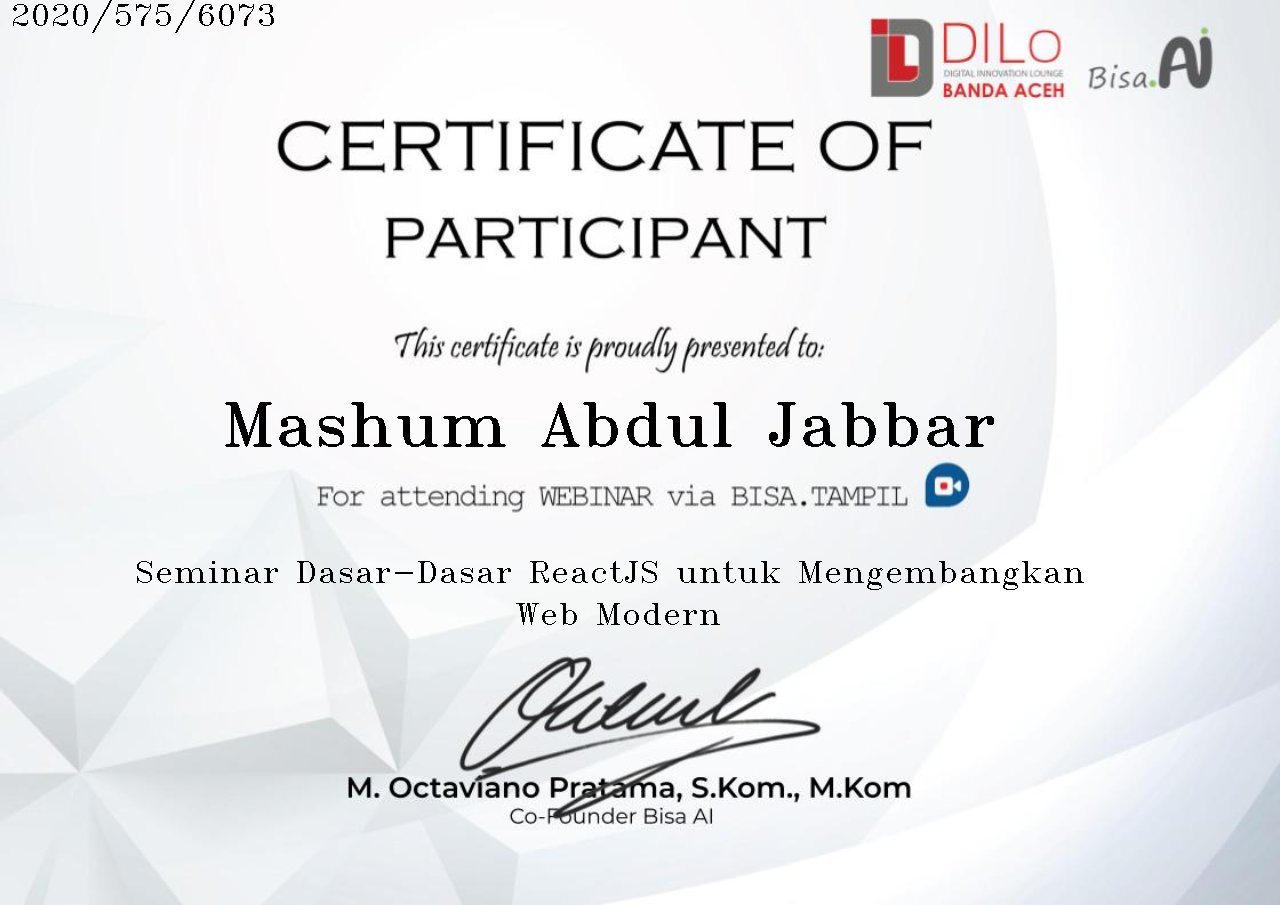 2020/575/6073
DILo
DIGITAL INNOVATION LOUNGE
BANDA ACEH
Bisa.AI
CERTIFICATE OF
PARTICIPANT
This certificate is proudly presented to:
Mashum Abdul Jabbar
For attending WEBINAR via BISA.TAMPIL
Seminar Dasar-Dasar ReactJS untuk Mengembangkan
Web Modern
M. Octaviano Pratama, S.Kom., M.Kom
Co-Founder Bisa AI